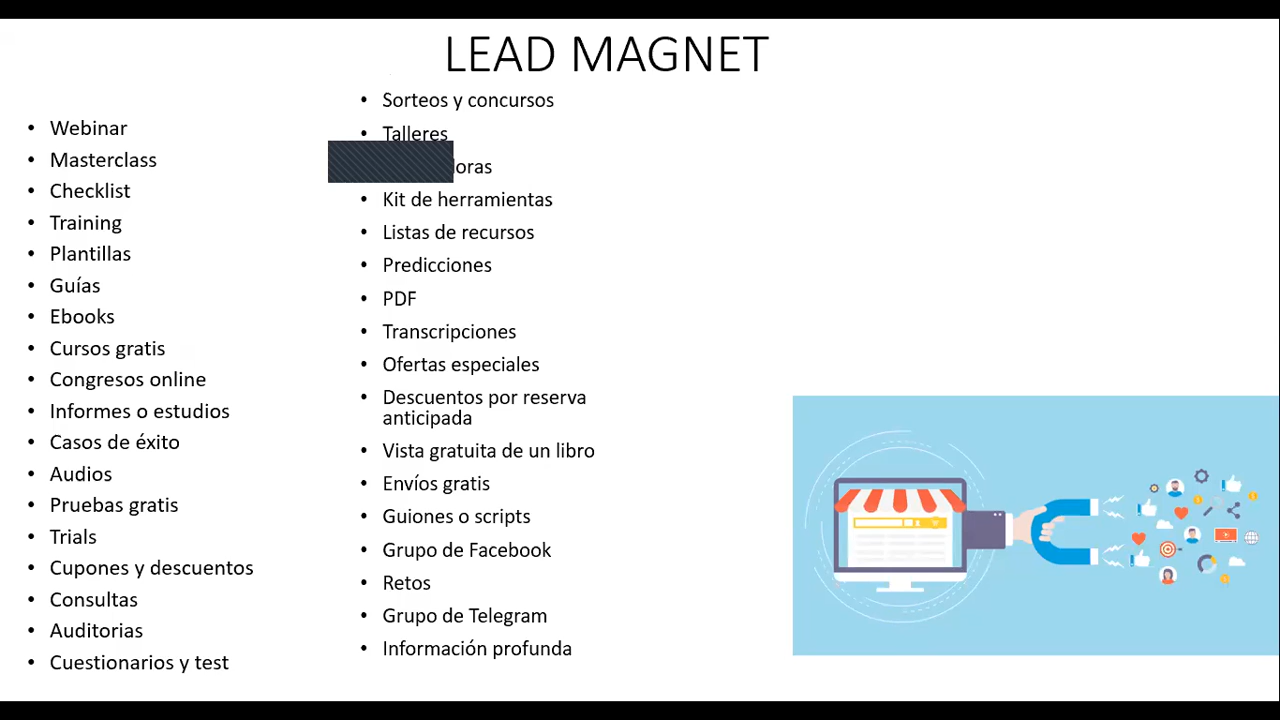 LEAD MAGNET
Webinar
Masterclass
Checklist
Training
Plantillas
Guías
Ebooks
Cursos gratis
Congresos online
Informes o estudios
Casos de éxito
Audios
Pruebas gratis
Trials
Cupones y descuentos
Consultas
Auditorias
Cuestionarios y test
Sorteos y concursos
Talleres
Kit de herramientas
Listas de recursos
Predicciones
PDF
Transcripciones
Ofertas especiales
Descuentos por reserva
anticipada
Vista gratuita de un libro
Envíos gratis
Guiones o scripts
Grupo de Facebook
Retos
Grupo de Telegram
Información profunda